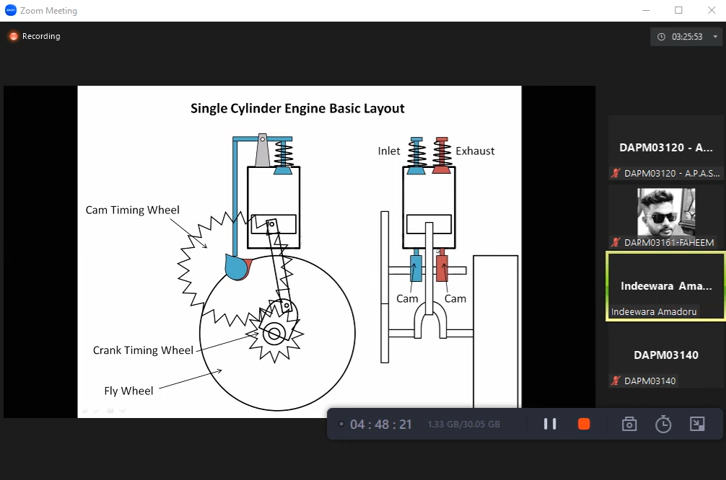 Zoom Meeting
Recording
03:25:53
Single Cylinder Engine Basic Layout
Inlet
Exhaust
Cam Timing Wheel
Cam
Cam
Crank Timing Wheel
Fly Wheel
DAPM03120 - A...
DAPM03120 - A.P.A.S...
DARM03161-FAHEEM
Indeewara Ama...
Indeewara Amadoru
DAPM03140
DAPM03140
04:48:21
1.33 GB/30.05 GB